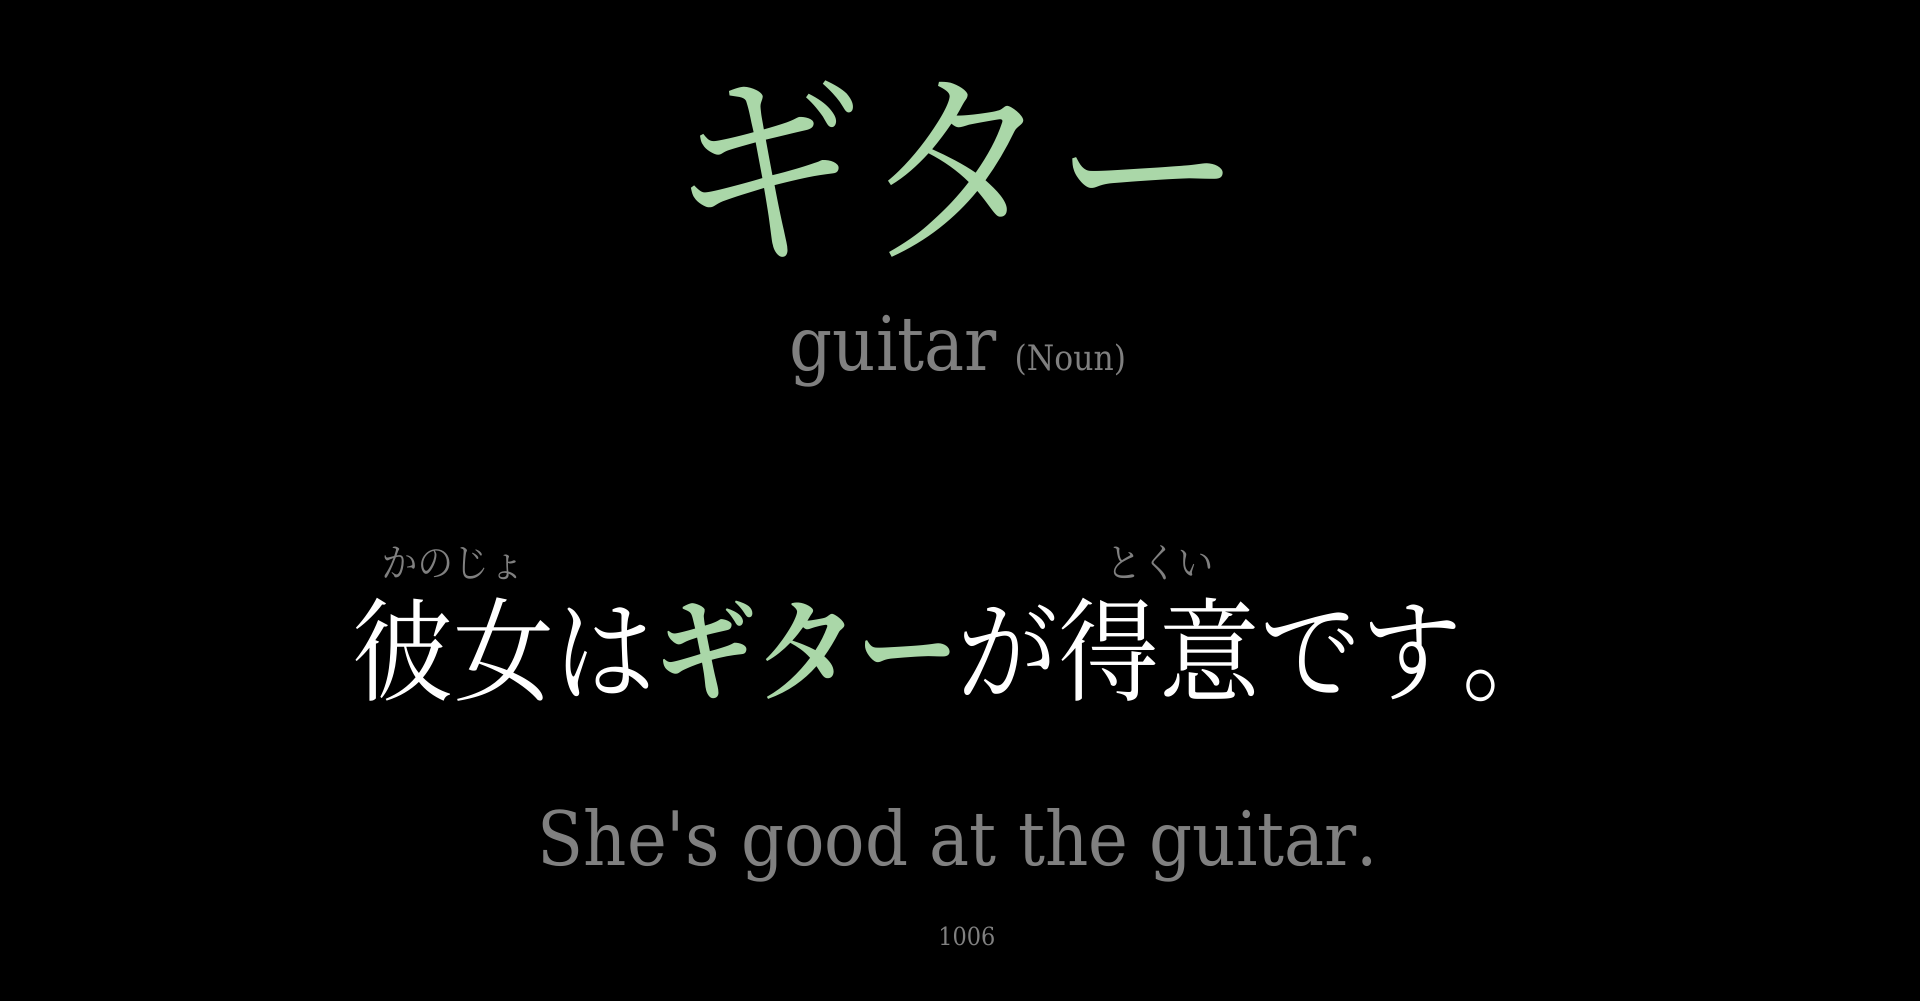 ギター
guitar (Noun)
かのじょ とくい
彼女はギターが得意です。
She's good at the guitar.
1006